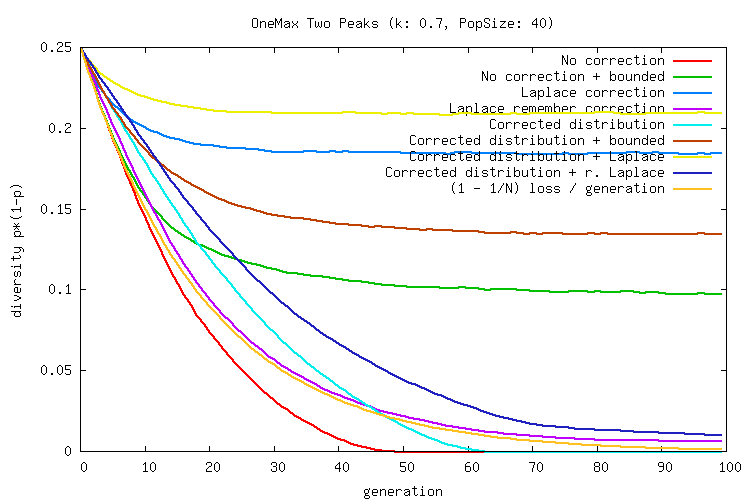 OneMax Two Peaks (k: 0.7, PopSize: 40)
0.25
0.2
0.15
0.1
0.05
0
diversity p*(1-p)
No correction
No correction + bounded
Laplace correction
Laplace remember correction
Corrected distribution
Corrected distribution + bounded
Corrected distribution + Laplace
Corrected distribution + r. Laplace
(1 - 1/N) loss / generation
0 10 20 30 40 50 60 70 80 90 100
generation